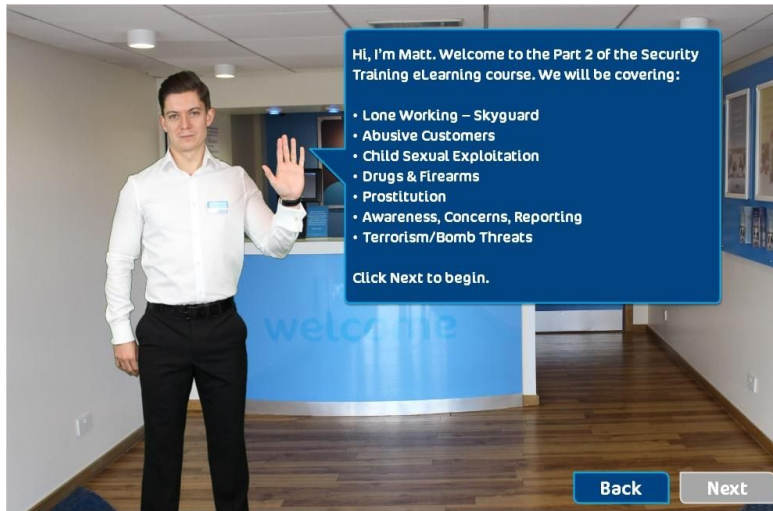 Hi, I'm Matt. Welcome to the Part 2 of the Security
Training eLearning course. We will be covering:
• Lone Working – Skyguard
• Abusive Customers
• Child Sexual Exploitation
• Drugs & Firearms
• Prostitution
• Awareness, Concerns, Reporting
• Terrorism/Bomb Threats
Click Next to begin.
welcome
Back
Next